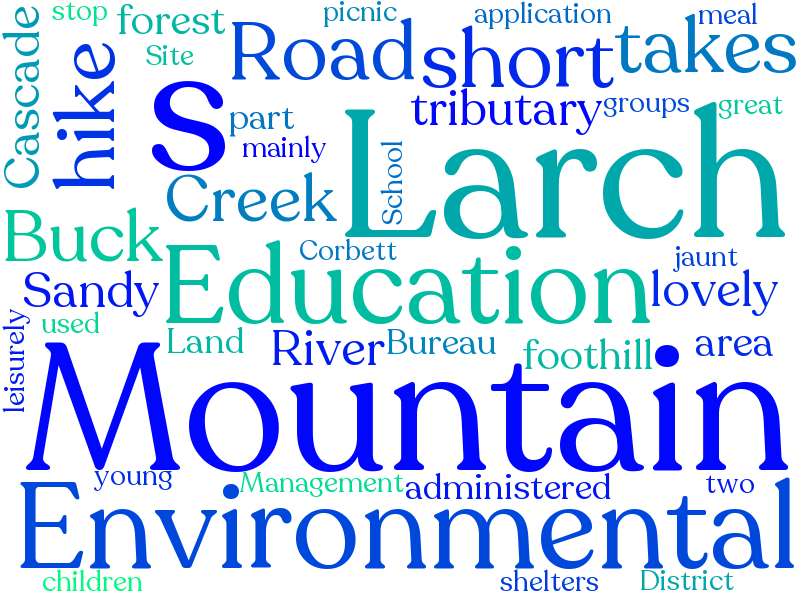 stop
forest
picnic
application
meal
Cascade
hike
Site
Road
short
takes
s
part
tributary
groups
great
mainly
School
Larch
Creek
Buck
Corbett
Education
jaunt
Sandy
lovely
used
leisurely
Land
River
Bureau
foothill
area
Mountain
young
Management
administered
two
Environmental
children
shelters
District